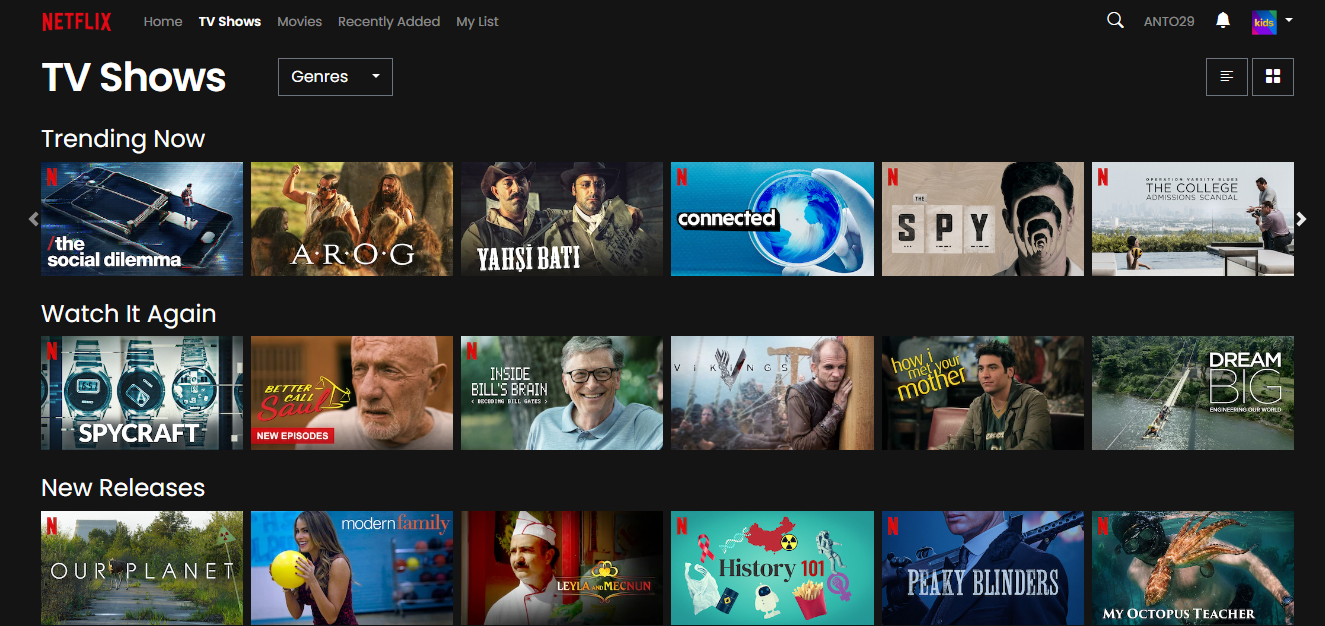 NETFLIX
Home
TV Shows
Movies
Recently Added
My List
ANTO29
kids
TV Shows
Genres
Trending Now
N
/the
social dilemma
A·R·O·G
YAHŞİ BATI
N
connected
N
THE
SPY
N
OPERATION VARSITY BLUES
THE COLLEGE
ADMISSIONS SCANDAL
Watch It Again
N
SPYCRAFT
BETTER
CALL
Saul
NEW EPISODES
N
INSIDE
BILL'S BRAIN
< DECODING BILL GATES >
VIKINGS
how i
met your
mother
DREAM
BIG
ENGINEERING OUR WORLD
New Releases
N
OUR PLANET
modern family
LEYLA AND MECNUN
N
History 101
N
PEAKY BLINDERS
N
MY OCTOPUS TEACHER